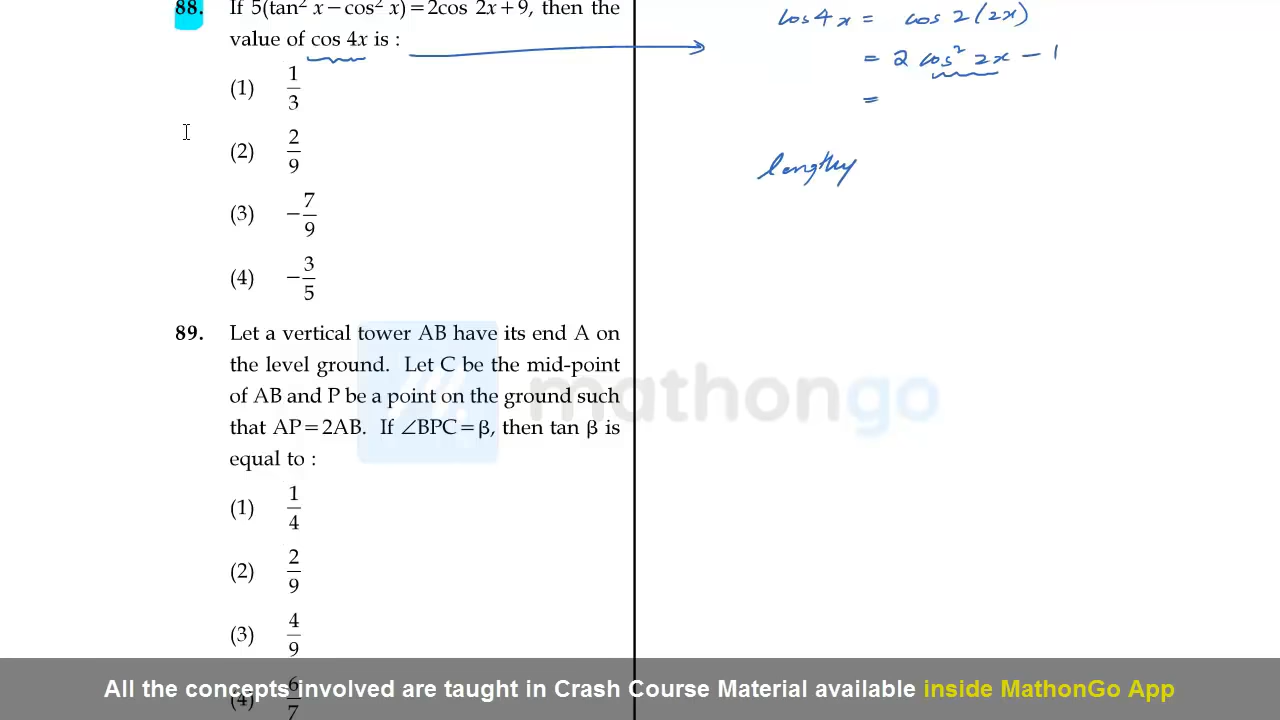 88. If 5(tan² x − cos² x) = 2cos 2x + 9, then the
value of cos 4x is :
(1) 1/3
(2) 2/9
(3) −7/9
(4) −3/5
89. Let a vertical tower AB have its end A on
the level ground. Let C be the mid-point
of AB and P be a point on the ground such
that AP = 2AB. If ∠BPC = β, then tan β is
equal to :
(1) 1/4
(2) 2/9
(3) 4/9
(4) 6/7
cos 4x = cos 2(2x)
= 2 cos² 2x − 1
=
lengthy
mathongo
All the concepts involved are taught in Crash Course Material available inside MathonGo App